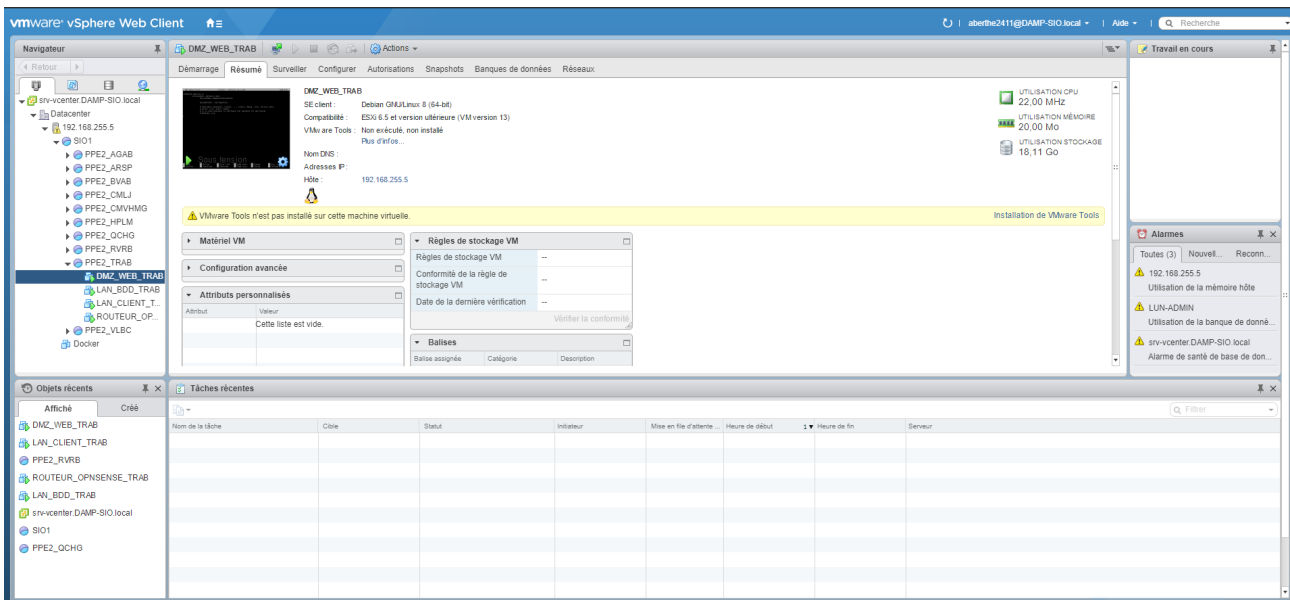 vmware® vSphere Web Client
aberthe2411@DAMP-SIO.local
Aide
Recherche
Navigateur
Retour
srv-vcenter.DAMP-SIO.local
Datacenter
192.168.255.5
SIO1
PPE2_AGAB
PPE2_ARSP
PPE2_BVAB
PPE2_CMLJ
PPE2_CMVHMG
PPE2_HPLM
PPE2_QCHG
PPE2_RVRB
PPE2_TRAB
DMZ_WEB_TRAB
LAN_BDD_TRAB
LAN_CLIENT_T...
ROUTEUR_OP...
PPE2_VLBC
Docker
DMZ_WEB_TRAB Actions
Démarrage Résumé Surveiller Configurer Autorisations Snapshots Banques de données Réseaux
Sous tension
DMZ_WEB_TRAB
SE client : Debian GNU/Linux 8 (64-bit)
Compatibilité : ESXi 6.5 et version ultérieure (VM version 13)
VMware Tools : Non exécuté, non installé
Plus d'infos...
Nom DNS :
Adresses IP :
Hôte : 192.168.255.5
UTILISATION CPU
22,00 MHz
UTILISATION MÉMOIRE
20,00 Mo
UTILISATION STOCKAGE
18,11 Go
VMware Tools n'est pas installé sur cette machine virtuelle. Installation de VMware Tools
Matériel VM
Configuration avancée
Attributs personnalisés
Attribut Valeur
Cette liste est vide.
Règles de stockage VM
Règles de stockage VM --
Conformité de la règle de
stockage VM --
Date de la dernière vérification --
Vérifier la conformité
Balises
Balise assignée Catégorie Description
Travail en cours
Alarmes
Toutes (3) Nouvell... Reconn...
192.168.255.5
Utilisation de la mémoire hôte
LUN-ADMIN
Utilisation de la banque de donné...
srv-vcenter.DAMP-SIO.local
Alarme de santé de base de don...
Objets récents
Affiché Créé
DMZ_WEB_TRAB
LAN_CLIENT_TRAB
PPE2_RVRB
ROUTEUR_OPNSENSE_TRAB
LAN_BDD_TRAB
srv-vcenter.DAMP-SIO.local
SIO1
PPE2_QCHG
Tâches récentes
Filtrer
Nom de la tâche Cible Statut Initiateur Mise en file d'attente ... Heure de début 1 Heure de fin Serveur